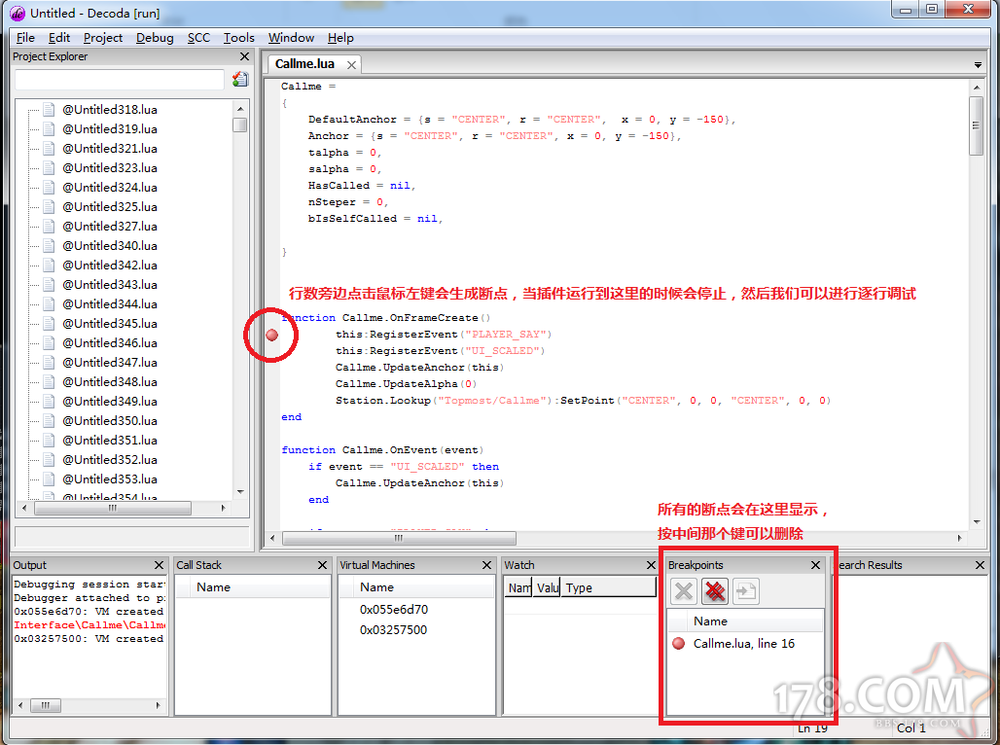 Untitled - Decoda [run]
File Edit Project Debug SCC Tools Window Help
Project Explorer
@Untitled318.lua
@Untitled319.lua
@Untitled321.lua
@Untitled323.lua
@Untitled324.lua
@Untitled325.lua
@Untitled327.lua
@Untitled340.lua
@Untitled342.lua
@Untitled343.lua
@Untitled344.lua
@Untitled345.lua
@Untitled346.lua
@Untitled347.lua
@Untitled348.lua
@Untitled349.lua
@Untitled350.lua
@Untitled351.lua
@Untitled352.lua
@Untitled353.lua
@Untitled354.lua
Callme.lua
Callme =
{
DefaultAnchor = {s = "CENTER", r = "CENTER", x = 0, y = -150},
Anchor = {s = "CENTER", r = "CENTER", x = 0, y = -150},
talpha = 0,
salpha = 0,
HasCalled = nil,
nSteper = 0,
bIsSelfCalled = nil,
}
行数旁边点击鼠标左键会生成断点，当插件运行到这里的时候会停止，然后我们可以进行逐行调试
function Callme.OnFrameCreate()
this:RegisterEvent("PLAYER_SAY")
this:RegisterEvent("UI_SCALED")
Callme.UpdateAnchor(this)
Callme.UpdateAlpha(0)
Station.Lookup("Topmost/Callme"):SetPoint("CENTER", 0, 0, "CENTER", 0, 0)
end
function Callme.OnEvent(event)
if event == "UI_SCALED" then
Callme.UpdateAnchor(this)
end
所有的断点会在这里显示，
按中间那个键可以删除
Output
Debugging session star
Debugger attached to p
0x055e6d70: VM created
Interface\Callme\Callme
0x03257500: VM created
Call Stack
Name
Virtual Machines
Name
0x055e6d70
0x03257500
Watch
Nam Valu Type
Breakpoints
Name
Callme.lua, line 16
earch Results
178.COM
BBS.178.COM
Ln 19 Col 1